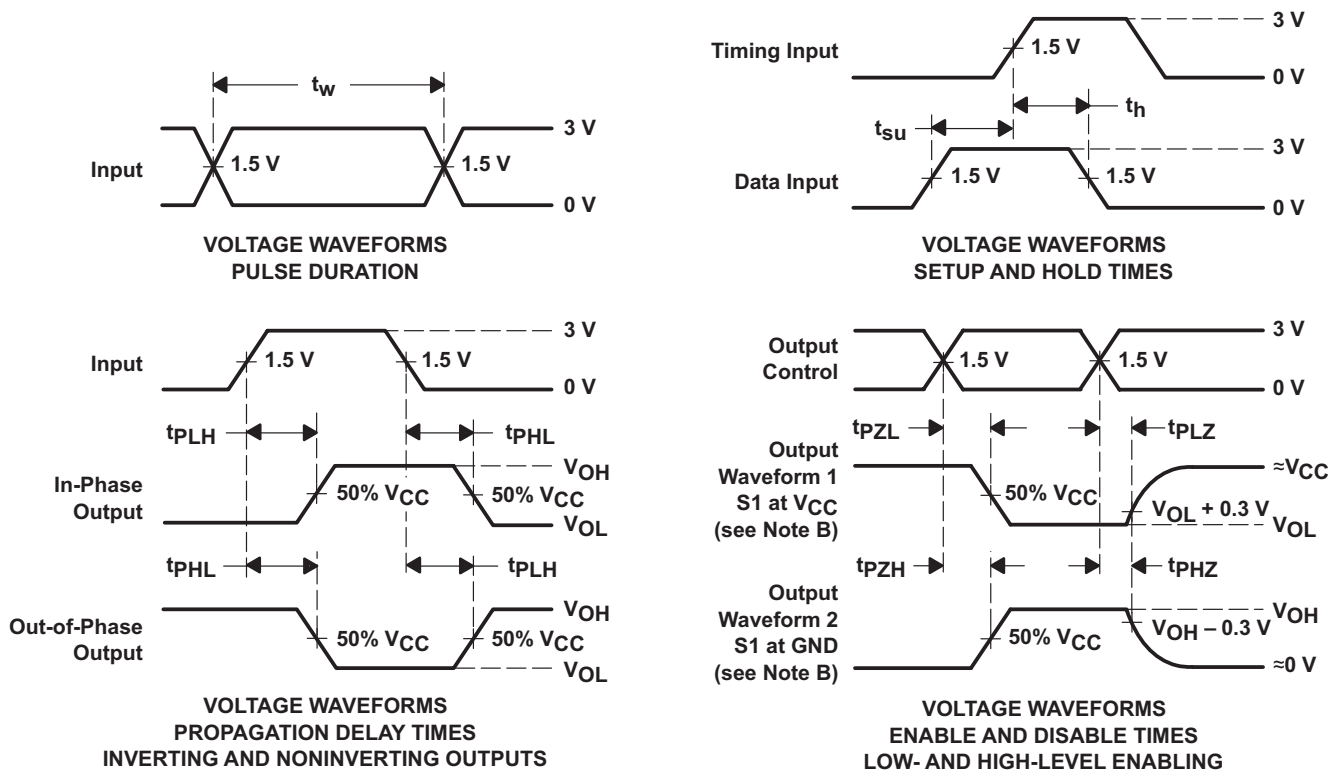 tw
Input
1.5 V
1.5 V
3 V
0 V
VOLTAGE WAVEFORMS
PULSE DURATION
Timing Input
1.5 V
3 V
0 V
th
tsu
Data Input
1.5 V
1.5 V
3 V
0 V
VOLTAGE WAVEFORMS
SETUP AND HOLD TIMES
Input
1.5 V
1.5 V
3 V
0 V
tPLH
tPHL
In-Phase
Output
50% VCC
50% VCC
VOH
VOL
tPHL
tPLH
Out-of-Phase
Output
50% VCC
50% VCC
VOH
VOL
VOLTAGE WAVEFORMS
PROPAGATION DELAY TIMES
INVERTING AND NONINVERTING OUTPUTS
Output
Control
1.5 V
1.5 V
3 V
0 V
tPZL
tPLZ
Output
Waveform 1
S1 at VCC
(see Note B)
50% VCC
VOL + 0.3 V
≈VCC
VOL
tPZH
tPHZ
Output
Waveform 2
S1 at GND
(see Note B)
50% VCC
VOH – 0.3 V
VOH
≈0 V
VOLTAGE WAVEFORMS
ENABLE AND DISABLE TIMES
LOW- AND HIGH-LEVEL ENABLING